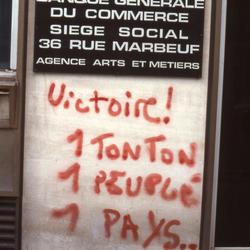 BANQUE GENERALE
DU COMMERCE
SIEGE SOCIAL
36 RUE MARBEUF
AGENCE ARTS ET METIERS
Victoire!
1 TONTON
1 PEUPLE
1 PAYS..